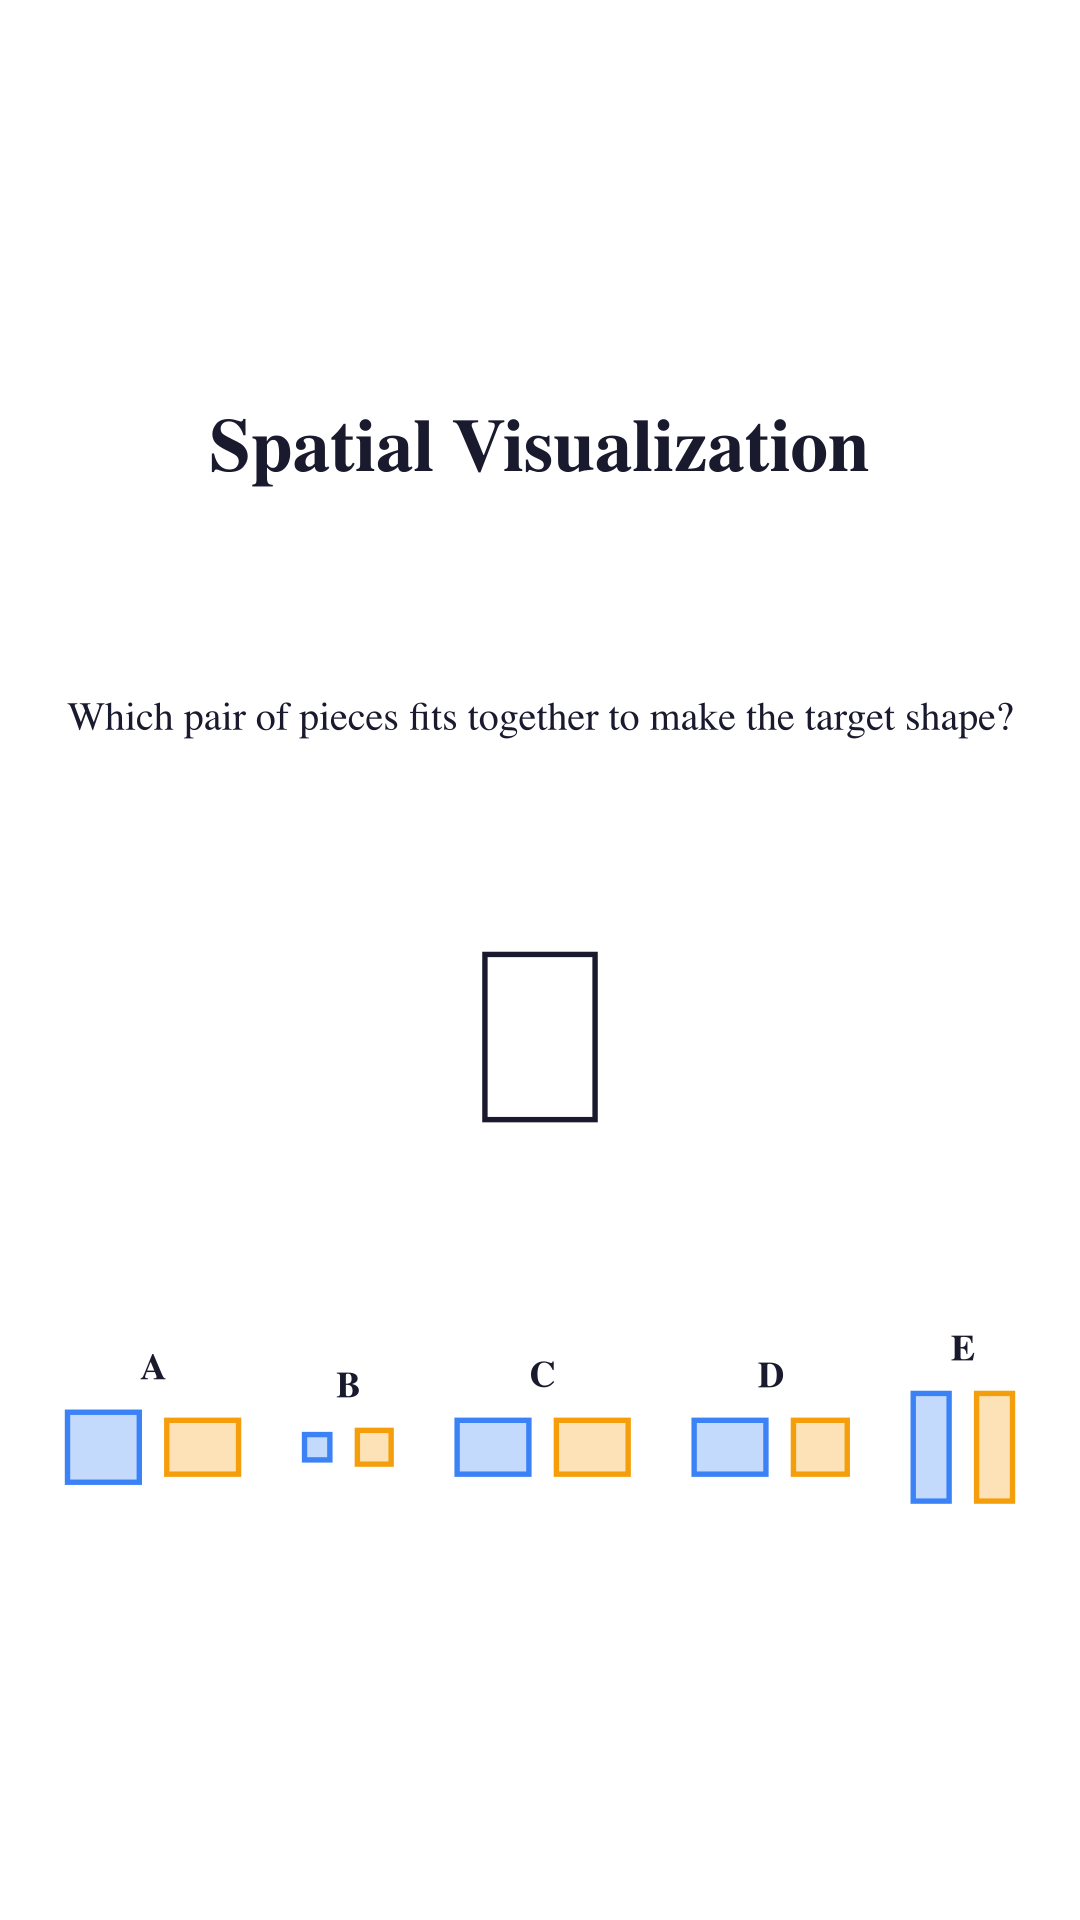 Spatial Visualization
Which pair of pieces fits together to make the target shape?
A
B
C
D
E